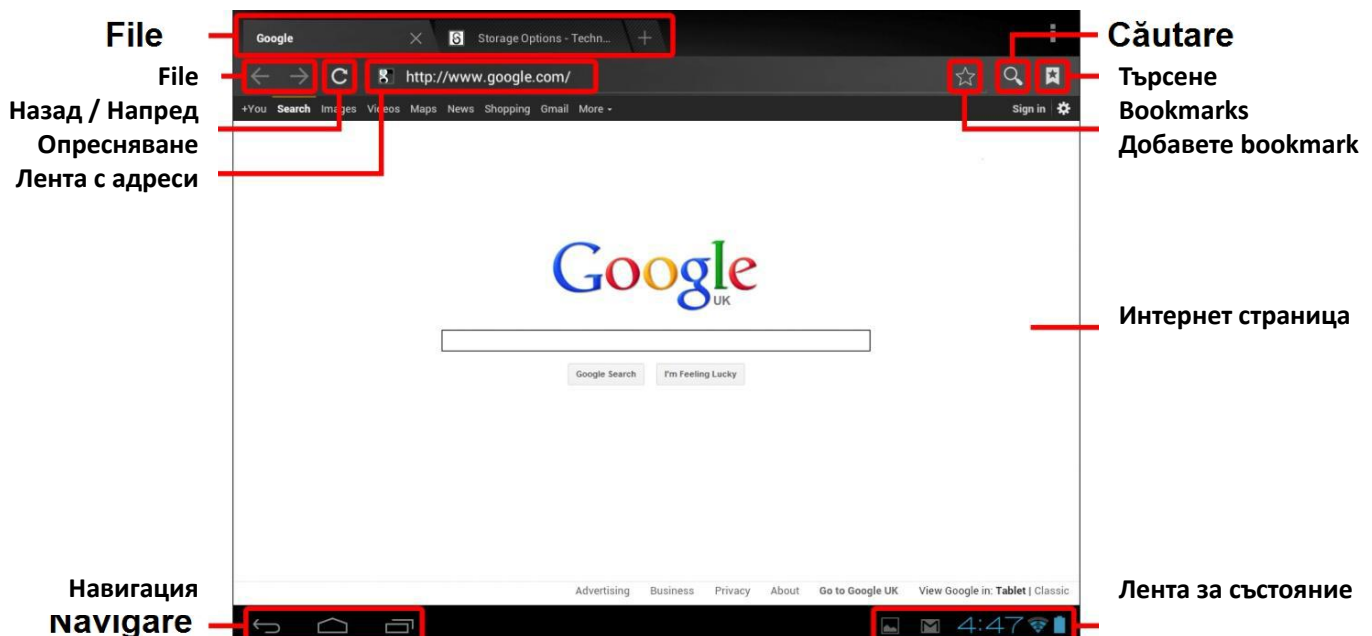 File
Google
Storage Options - Techn...
Căutare
File
http://www.google.com/
Търсене
Назад / Напред
+You Search Images Videos Maps News Shopping Gmail More
Sign in
Bookmarks
Опресняване
Добавете bookmark
Лента с адреси
Google
UK
Интернет страница
Google Search
I'm Feeling Lucky
Навигация
Advertising Business Privacy About Go to Google UK View Google in: Tablet | Classic
Лента за състояние
Navigare
4:47